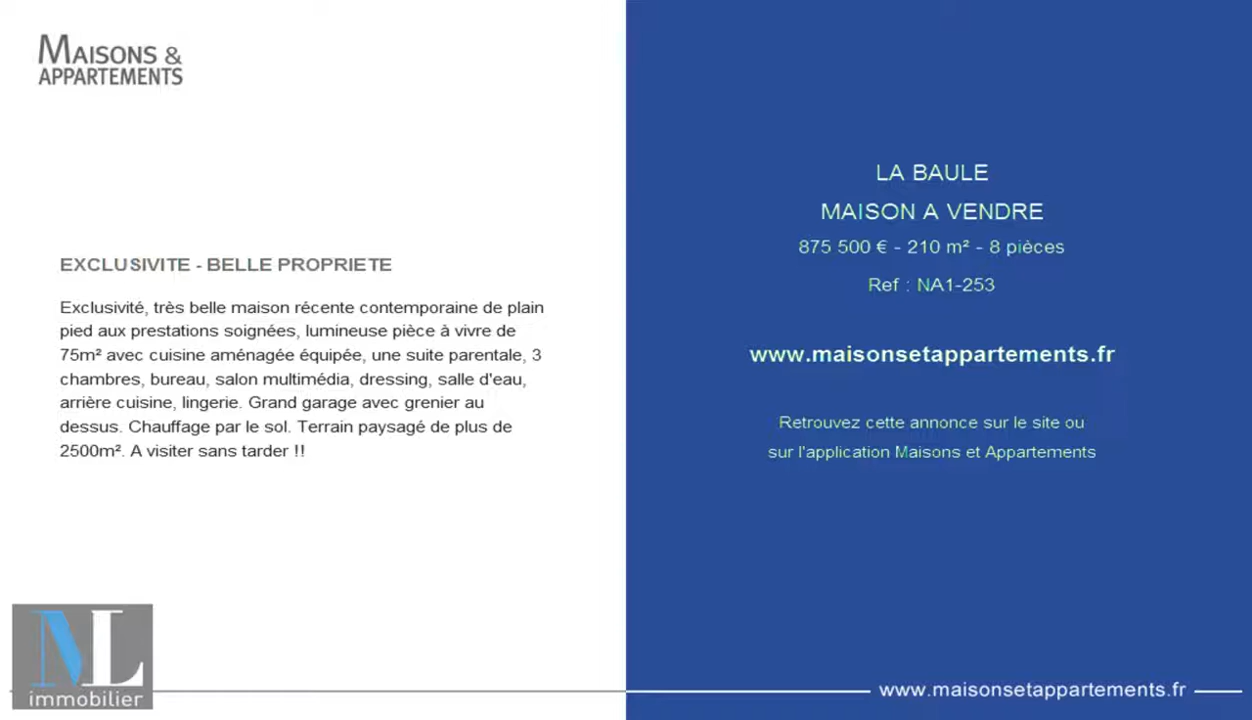 MAISONS &
APPARTEMENTS
EXCLUSIVITE - BELLE PROPRIETE
Exclusivité, très belle maison récente contemporaine de plain
pied aux prestations soignées, lumineuse pièce à vivre de
75m² avec cuisine aménagée équipée, une suite parentale, 3
chambres, bureau, salon multimédia, dressing, salle d'eau,
arrière cuisine, lingerie. Grand garage avec grenier au
dessus. Chauffage par le sol. Terrain paysagé de plus de
2500m². A visiter sans tarder !!
NL
immobilier
LA BAULE
MAISON A VENDRE
875 500 € - 210 m² - 8 pièces
Ref : NA1-253
www.maisonsetappartements.fr
Retrouvez cette annonce sur le site ou
sur l'application Maisons et Appartements
www.maisonsetappartements.fr